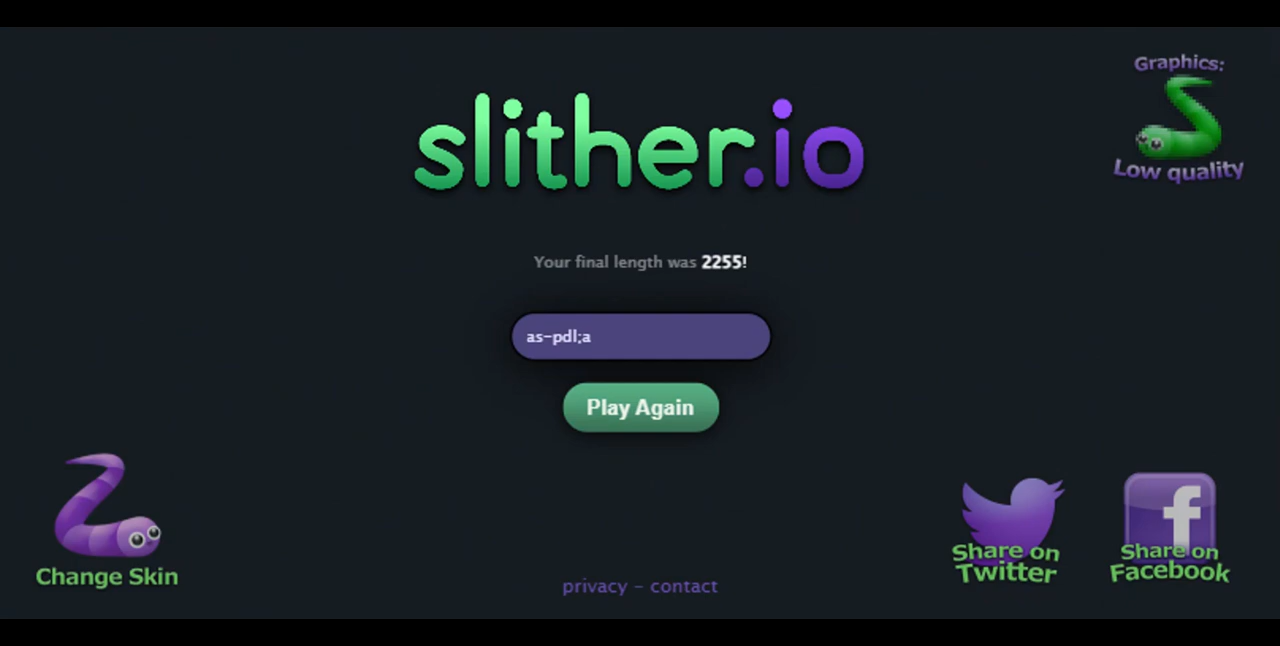 Graphics:
Low quality
slither.io
Your final length was 2255!
as-pdl;a
Play Again
Change Skin
privacy - contact
Share on
Twitter
Share on
Facebook